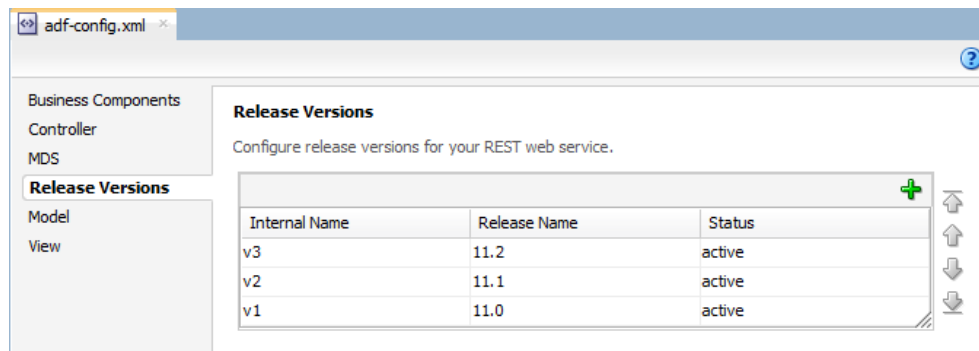 adf-config.xml
Business Components
Controller
MDS
Release Versions
Model
View
Release Versions
Configure release versions for your REST web service.
Internal Name Release Name Status
v3 11.2 active
v2 11.1 active
v1 11.0 active